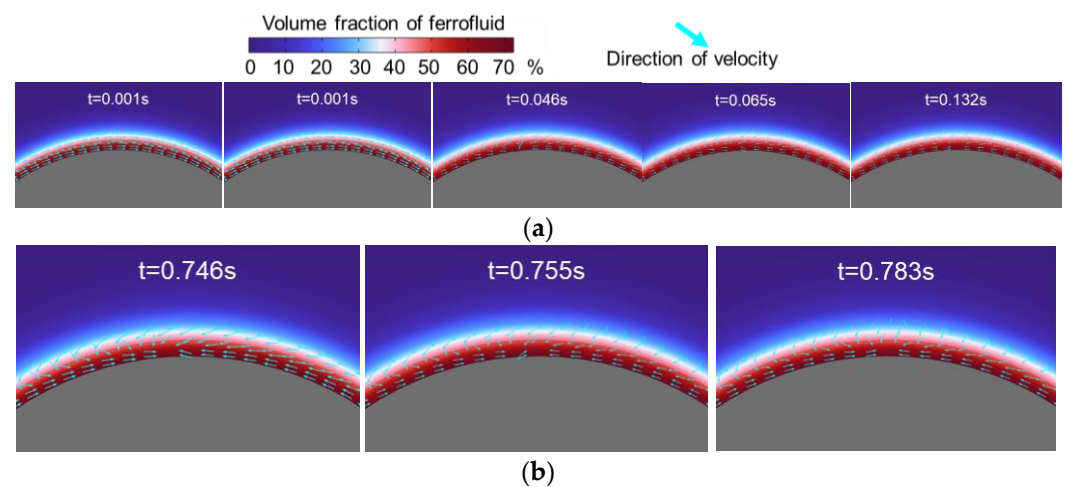 Volume fraction of ferrofluid
0 10 20 30 40 50 60 70 %
Direction of velocity
t=0.001s t=0.001s t=0.046s t=0.065s t=0.132s
(a)
t=0.746s t=0.755s t=0.783s
(b)